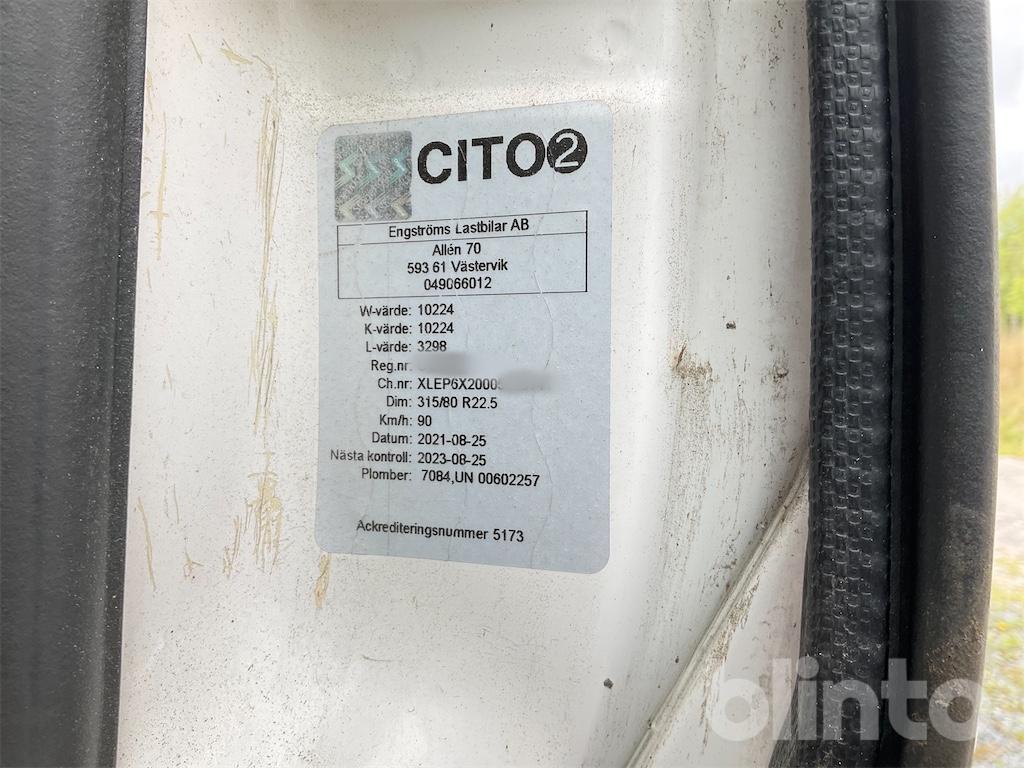 CITO2
Engströms Lastbilar AB
Allén 70
593 61 Västervik
049066012
W-värde: 10224
K-värde: 10224
L-värde: 3298
Reg.nr:
Ch.nr: XLEP6X2000
Dim: 315/80 R22.5
Km/h: 90
Datum: 2021-08-25
Nästa kontroll: 2023-08-25
Plomber: 7084,UN 00602257
Ackrediteringsnummer 5173
blinto